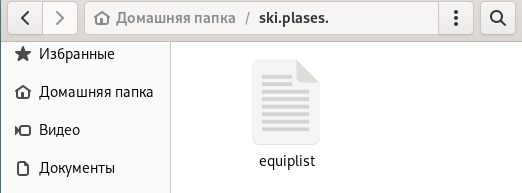 Домашняя папка / ski.plases.
Избранные
Домашняя папка
Видео
Документы
equiplist